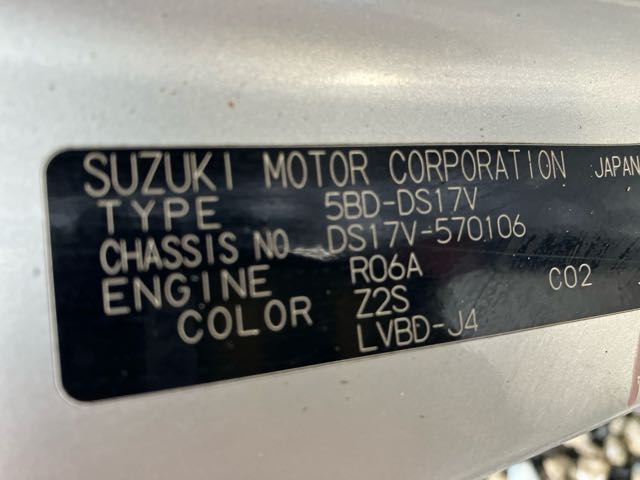 SUZUKI MOTOR CORPORATION JAPAN
TYPE 5BD-DS17V
CHASSIS NO. DS17V-570106
ENGINE R06A C02
COLOR Z2S
LVBD-J4